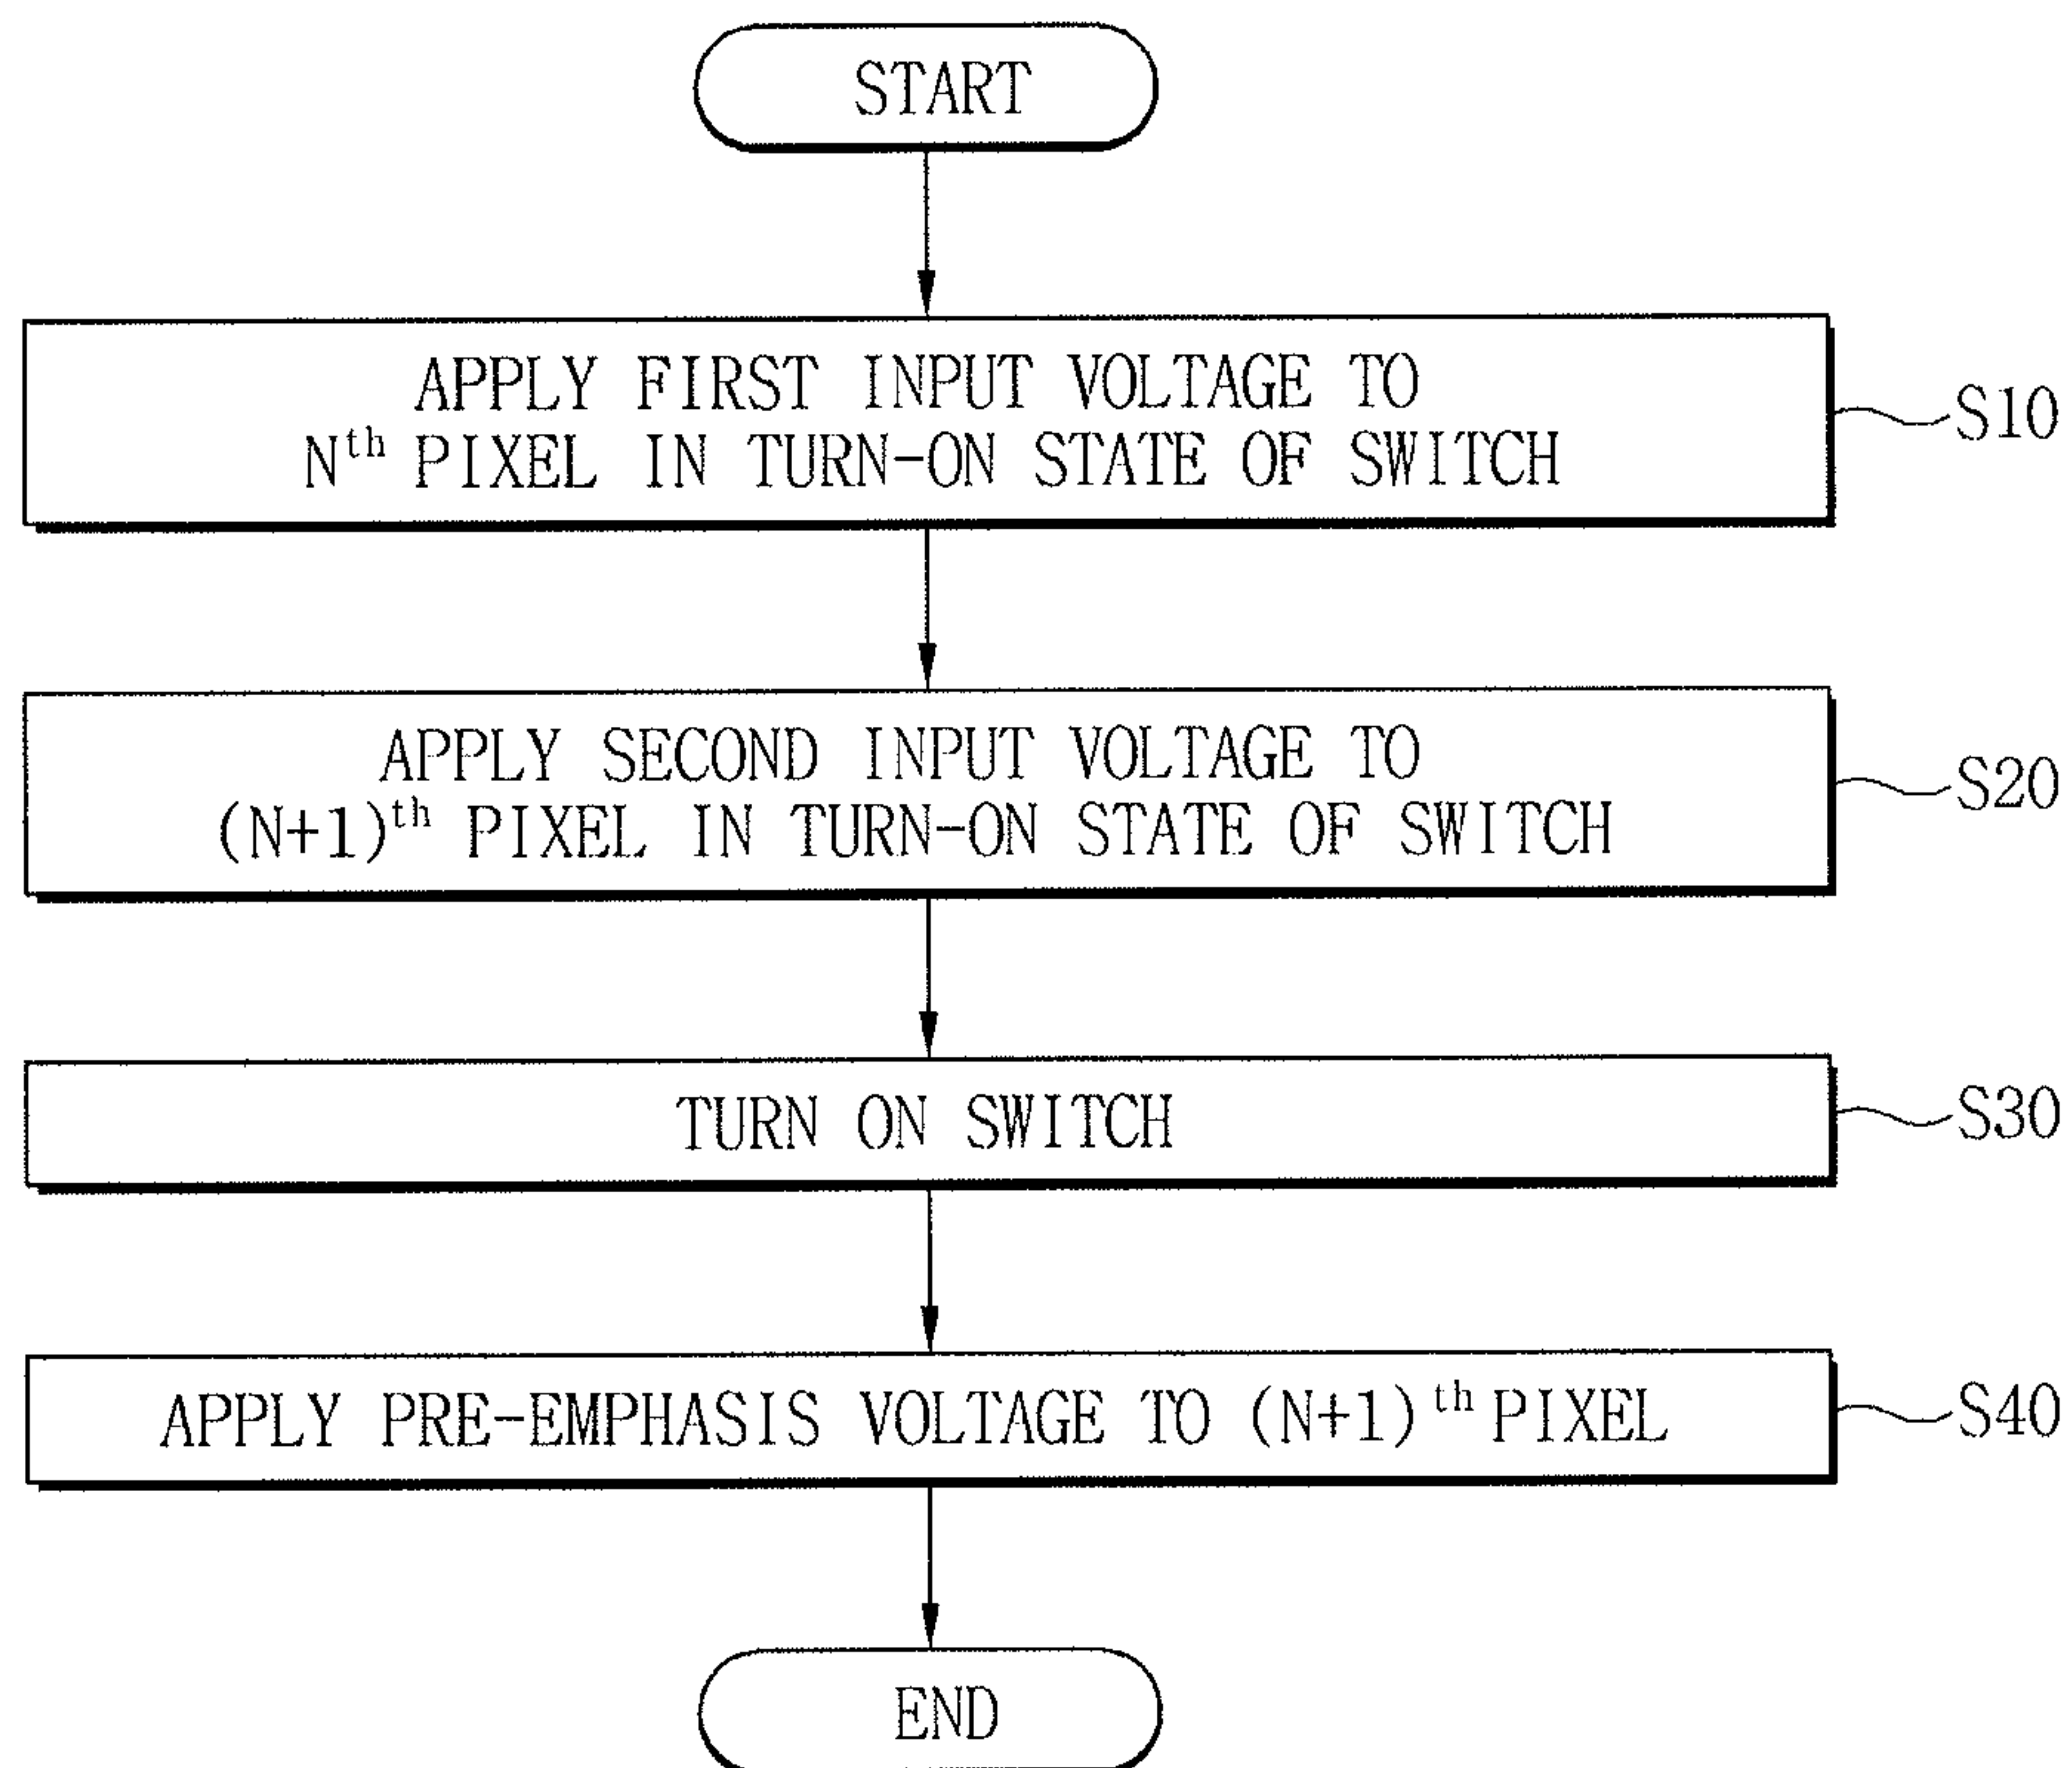 START
APPLY FIRST INPUT VOLTAGE TO
Nth PIXEL IN TURN-ON STATE OF SWITCH
S10
APPLY SECOND INPUT VOLTAGE TO
(N+1)th PIXEL IN TURN-ON STATE OF SWITCH
S20
TURN ON SWITCH
S30
APPLY PRE-EMPHASIS VOLTAGE TO (N+1)th PIXEL
S40
END